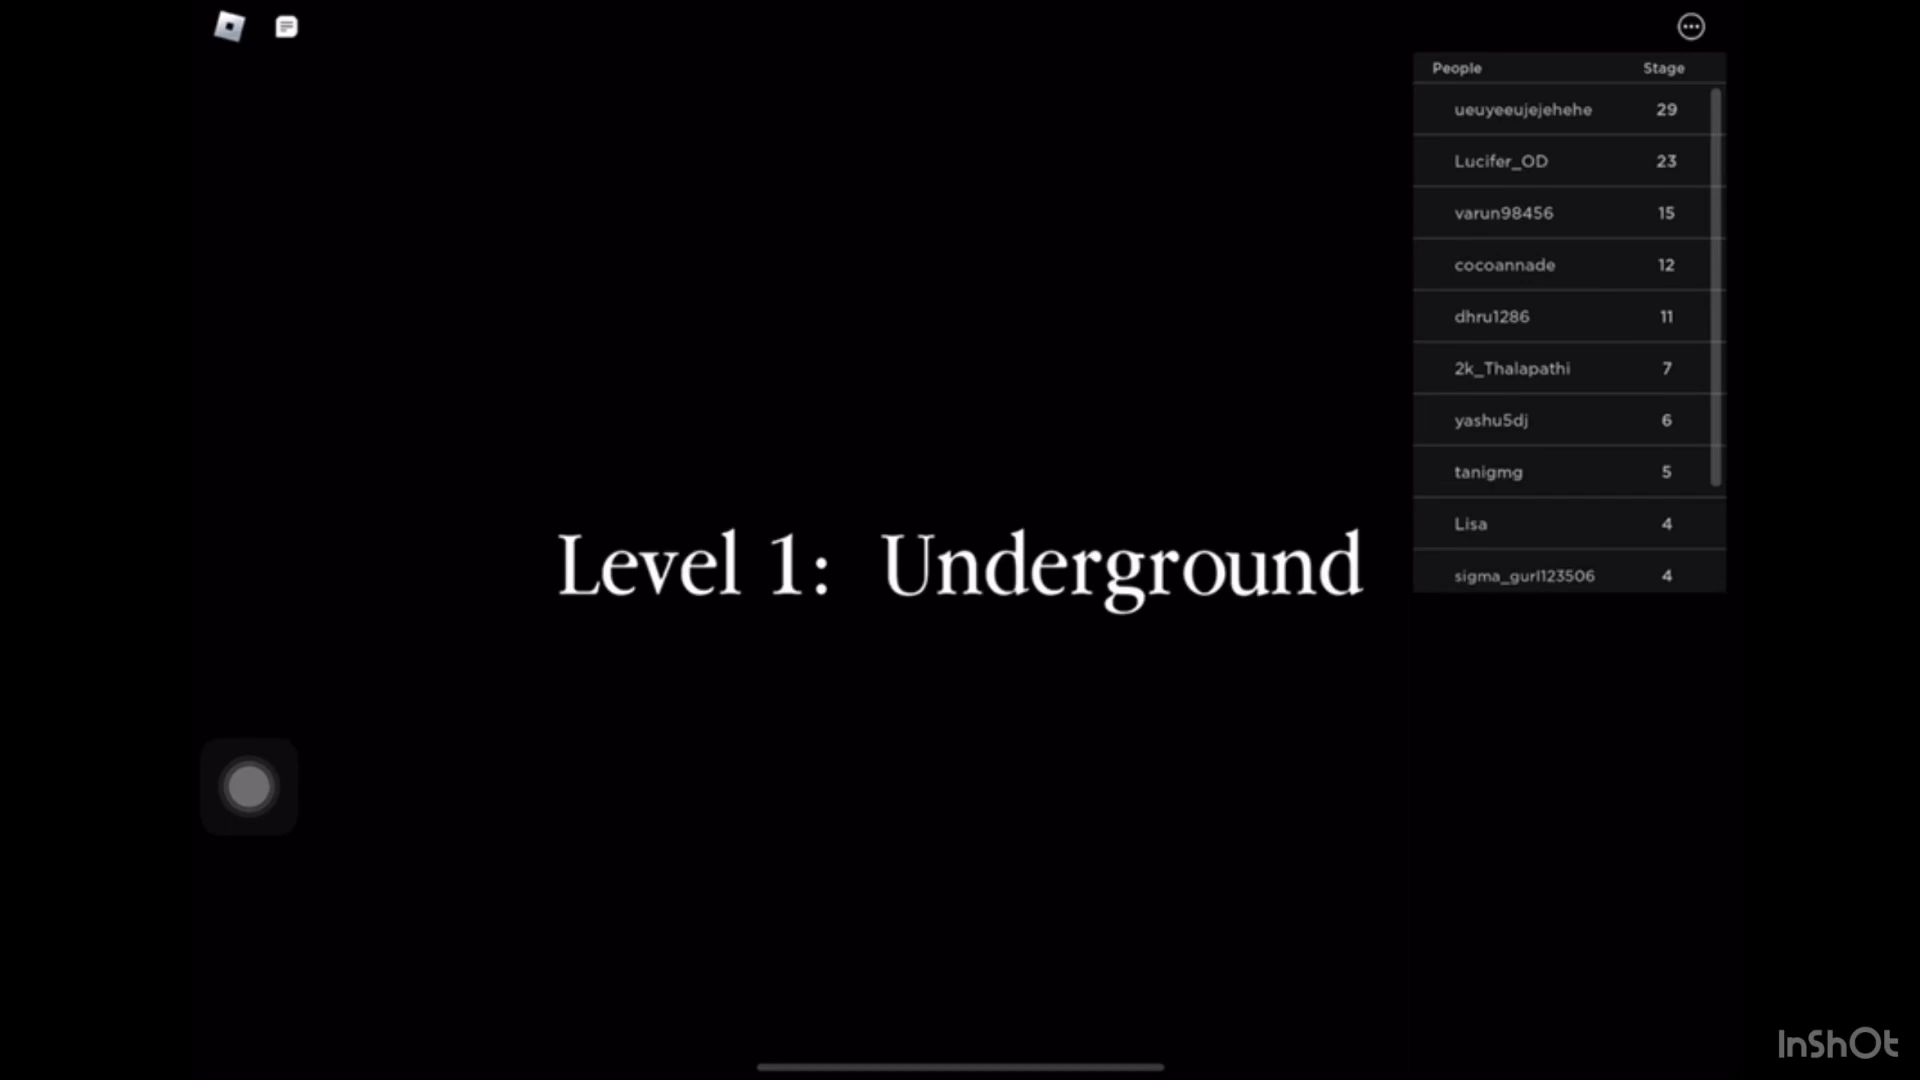 People Stage
ueuyeeujejehehe 29
Lucifer_OD 23
varun98456 15
cocoannade 12
dhru1286 11
2k_Thalapathi 7
yashu5dj 6
tanigmg 5
Lisa 4
sigma_gurl123506 4
Level 1: Underground
InShOt